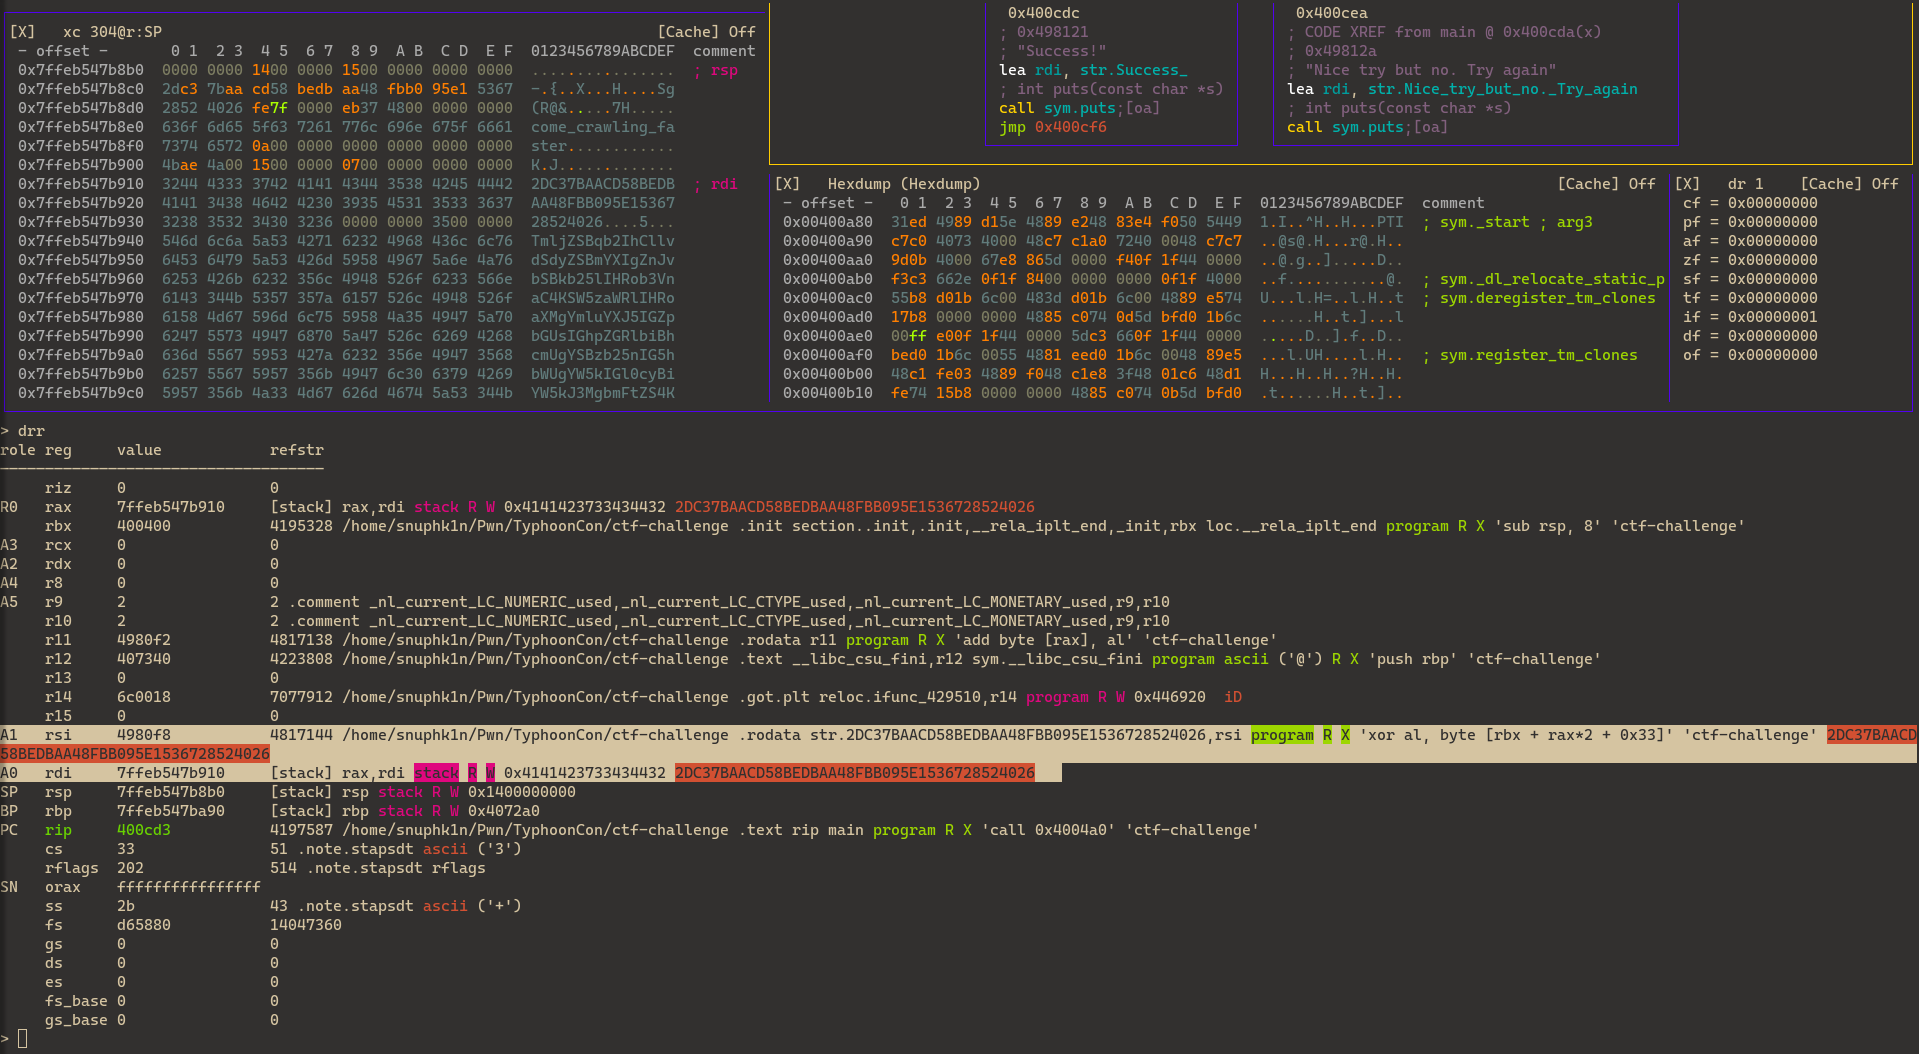 [X]   xc 304@r:SP   [Cache] Off
- offset -   0 1  2 3  4 5  6 7  8 9  A B  C D  E F  0123456789ABCDEF  comment
0x7ffeb547b8b0  0000 0000 1400 0000 1500 0000 0000 0000  ................  ; rsp
0x7ffeb547b8c0  2dc3 7baa cd58 bedb aa48 fbb0 95e1 5367  -.{..X...H....Sg
0x7ffeb547b8d0  2852 4026 fe7f 0000 eb37 4800 0000 0000  (R@&.....7H.....
0x7ffeb547b8e0  636f 6d65 5f63 7261 776c 696e 675f 6661  come_crawling_fa
0x7ffeb547b8f0  7374 6572 0a00 0000 0000 0000 0000 0000  ster............
0x7ffeb547b900  4bae 4a00 1500 0000 0700 0000 0000 0000  K.J.............
0x7ffeb547b910  3244 4333 3742 4141 4344 3538 4245 4442  2DC37BAACD58BEDB  ; rdi
0x7ffeb547b920  4141 3438 4642 4230 3935 4531 3533 3637  AA48FBB095E15367
0x7ffeb547b930  3238 3532 3430 3236 0000 0000 3500 0000  28524026....5...
0x7ffeb547b940  546d 6c6a 5a53 4271 6232 4968 436c 6c76  TmljZSBqb2IhCllv
0x7ffeb547b950  6453 6479 5a53 426d 5958 4967 5a6e 4a76  dSdyZSBmYXIgZnJv
0x7ffeb547b960  6253 426b 6232 356c 4948 526f 6233 566e  bSBkb25lIHRob3Vn
0x7ffeb547b970  6143 344b 5357 357a 6157 526c 4948 526f  aC4KSW5zaWRlIHRo
0x7ffeb547b980  6158 4d67 596d 6c75 5958 4a35 4947 5a70  aXMgYmluYXJ5IGZp
0x7ffeb547b990  6247 5573 4947 6870 5a47 526c 6269 4268  bGUsIGhpZGRlbiBh
0x7ffeb547b9a0  636d 5567 5953 427a 6232 356e 4947 3568  cmUgYSBzb25nIG5h
0x7ffeb547b9b0  6257 5567 5957 356b 4947 6c30 6379 4269  bWUgYW5kIGl0cyBi
0x7ffeb547b9c0  5957 356b 4a33 4d67 626d 4674 5a53 344b  YW5kJ3MgbmFtZS4K
0x400cdc
; 0x498121
; "Success!"
lea rdi, str.Success_
; int puts(const char *s)
call sym.puts;[oa]
jmp 0x400cf6
0x400cea
; CODE XREF from main @ 0x400cda(x)
; 0x49812a
; "Nice try but no. Try again"
lea rdi, str.Nice_try_but_no._Try_again
; int puts(const char *s)
call sym.puts;[oa]
[X]   Hexdump (Hexdump)   [Cache] Off
- offset -   0 1  2 3  4 5  6 7  8 9  A B  C D  E F  0123456789ABCDEF  comment
0x00400a80  31ed 4989 d15e 4889 e248 83e4 f050 5449  1.I..^H..H...PTI  ; sym._start ; arg3
0x00400a90  c7c0 4073 4000 48c7 c1a0 7240 0048 c7c7  ..@s@.H...r@.H..
0x00400aa0  9d0b 4000 67e8 865d 0000 f40f 1f44 0000  ..@.g..].....D..
0x00400ab0  f3c3 662e 0f1f 8400 0000 0000 0f1f 4000  ..f...........@.  ; sym._dl_relocate_static_p
0x00400ac0  55b8 d01b 6c00 483d d01b 6c00 4889 e574  U...l.H=..l.H..t  ; sym.deregister_tm_clones
0x00400ad0  17b8 0000 0000 4885 c074 0d5d bfd0 1b6c  ......H..t.]...l
0x00400ae0  00ff e00f 1f44 0000 5dc3 660f 1f44 0000  .....D..].f..D..
0x00400af0  bed0 1b6c 0055 4881 eed0 1b6c 0048 89e5  ...l.UH....l.H..  ; sym.register_tm_clones
0x00400b00  48c1 fe03 4889 f048 c1e8 3f48 01c6 48d1  H...H..H..?H..H.
0x00400b10  fe74 15b8 0000 0000 4885 c074 0b5d bfd0  .t......H..t.]..
[X]   dr 1   [Cache] Off
cf = 0x00000000
pf = 0x00000000
af = 0x00000000
zf = 0x00000000
sf = 0x00000000
tf = 0x00000000
if = 0x00000001
df = 0x00000000
of = 0x00000000
> drr
role reg     value            refstr
riz    0    0
R0   rax    7ffeb547b910    [stack] rax,rdi stack R W 0x4141423733434432 2DC37BAACD58BEDBAA48FBB095E1536728524026
rbx    400400    4195328 /home/snuphk1n/Pwn/TyphoonCon/ctf-challenge .init section..init,.init,__rela_iplt_end,_init,rbx loc.__rela_iplt_end program R X 'sub rsp, 8' 'ctf-challenge'
A3   rcx    0    0
A2   rdx    0    0
A4   r8    0    0
A5   r9    2    2 .comment _nl_current_LC_NUMERIC_used,_nl_current_LC_CTYPE_used,_nl_current_LC_MONETARY_used,r9,r10
r10    2    2 .comment _nl_current_LC_NUMERIC_used,_nl_current_LC_CTYPE_used,_nl_current_LC_MONETARY_used,r9,r10
r11    4980f2    4817138 /home/snuphk1n/Pwn/TyphoonCon/ctf-challenge .rodata r11 program R X 'add byte [rax], al' 'ctf-challenge'
r12    407340    4223808 /home/snuphk1n/Pwn/TyphoonCon/ctf-challenge .text __libc_csu_fini,r12 sym.__libc_csu_fini program ascii ('@') R X 'push rbp' 'ctf-challenge'
r13    0    0
r14    6c0018    7077912 /home/snuphk1n/Pwn/TyphoonCon/ctf-challenge .got.plt reloc.ifunc_429510,r14 program R W 0x446920  iD
r15    0    0
A1   rsi    4980f8    4817144 /home/snuphk1n/Pwn/TyphoonCon/ctf-challenge .rodata str.2DC37BAACD58BEDBAA48FBB095E1536728524026,rsi program R X 'xor al, byte [rbx + rax*2 + 0x33]' 'ctf-challenge' 2DC37BAACD
58BEDBAA48FBB095E1536728524026
A0   rdi    7ffeb547b910    [stack] rax,rdi stack R W 0x4141423733434432 2DC37BAACD58BEDBAA48FBB095E1536728524026
SP   rsp    7ffeb547b8b0    [stack] rsp stack R W 0x1400000000
BP   rbp    7ffeb547ba90    [stack] rbp stack R W 0x4072a0
PC   rip    400cd3    4197587 /home/snuphk1n/Pwn/TyphoonCon/ctf-challenge .text rip main program R X 'call 0x4004a0' 'ctf-challenge'
cs    33    51 .note.stapsdt ascii ('3')
rflags    202    514 .note.stapsdt rflags
SN   orax    ffffffffffffffff
ss    2b    43 .note.stapsdt ascii ('+')
fs    d65880    14047360
gs    0    0
ds    0    0
es    0    0
fs_base    0    0
gs_base    0    0
>